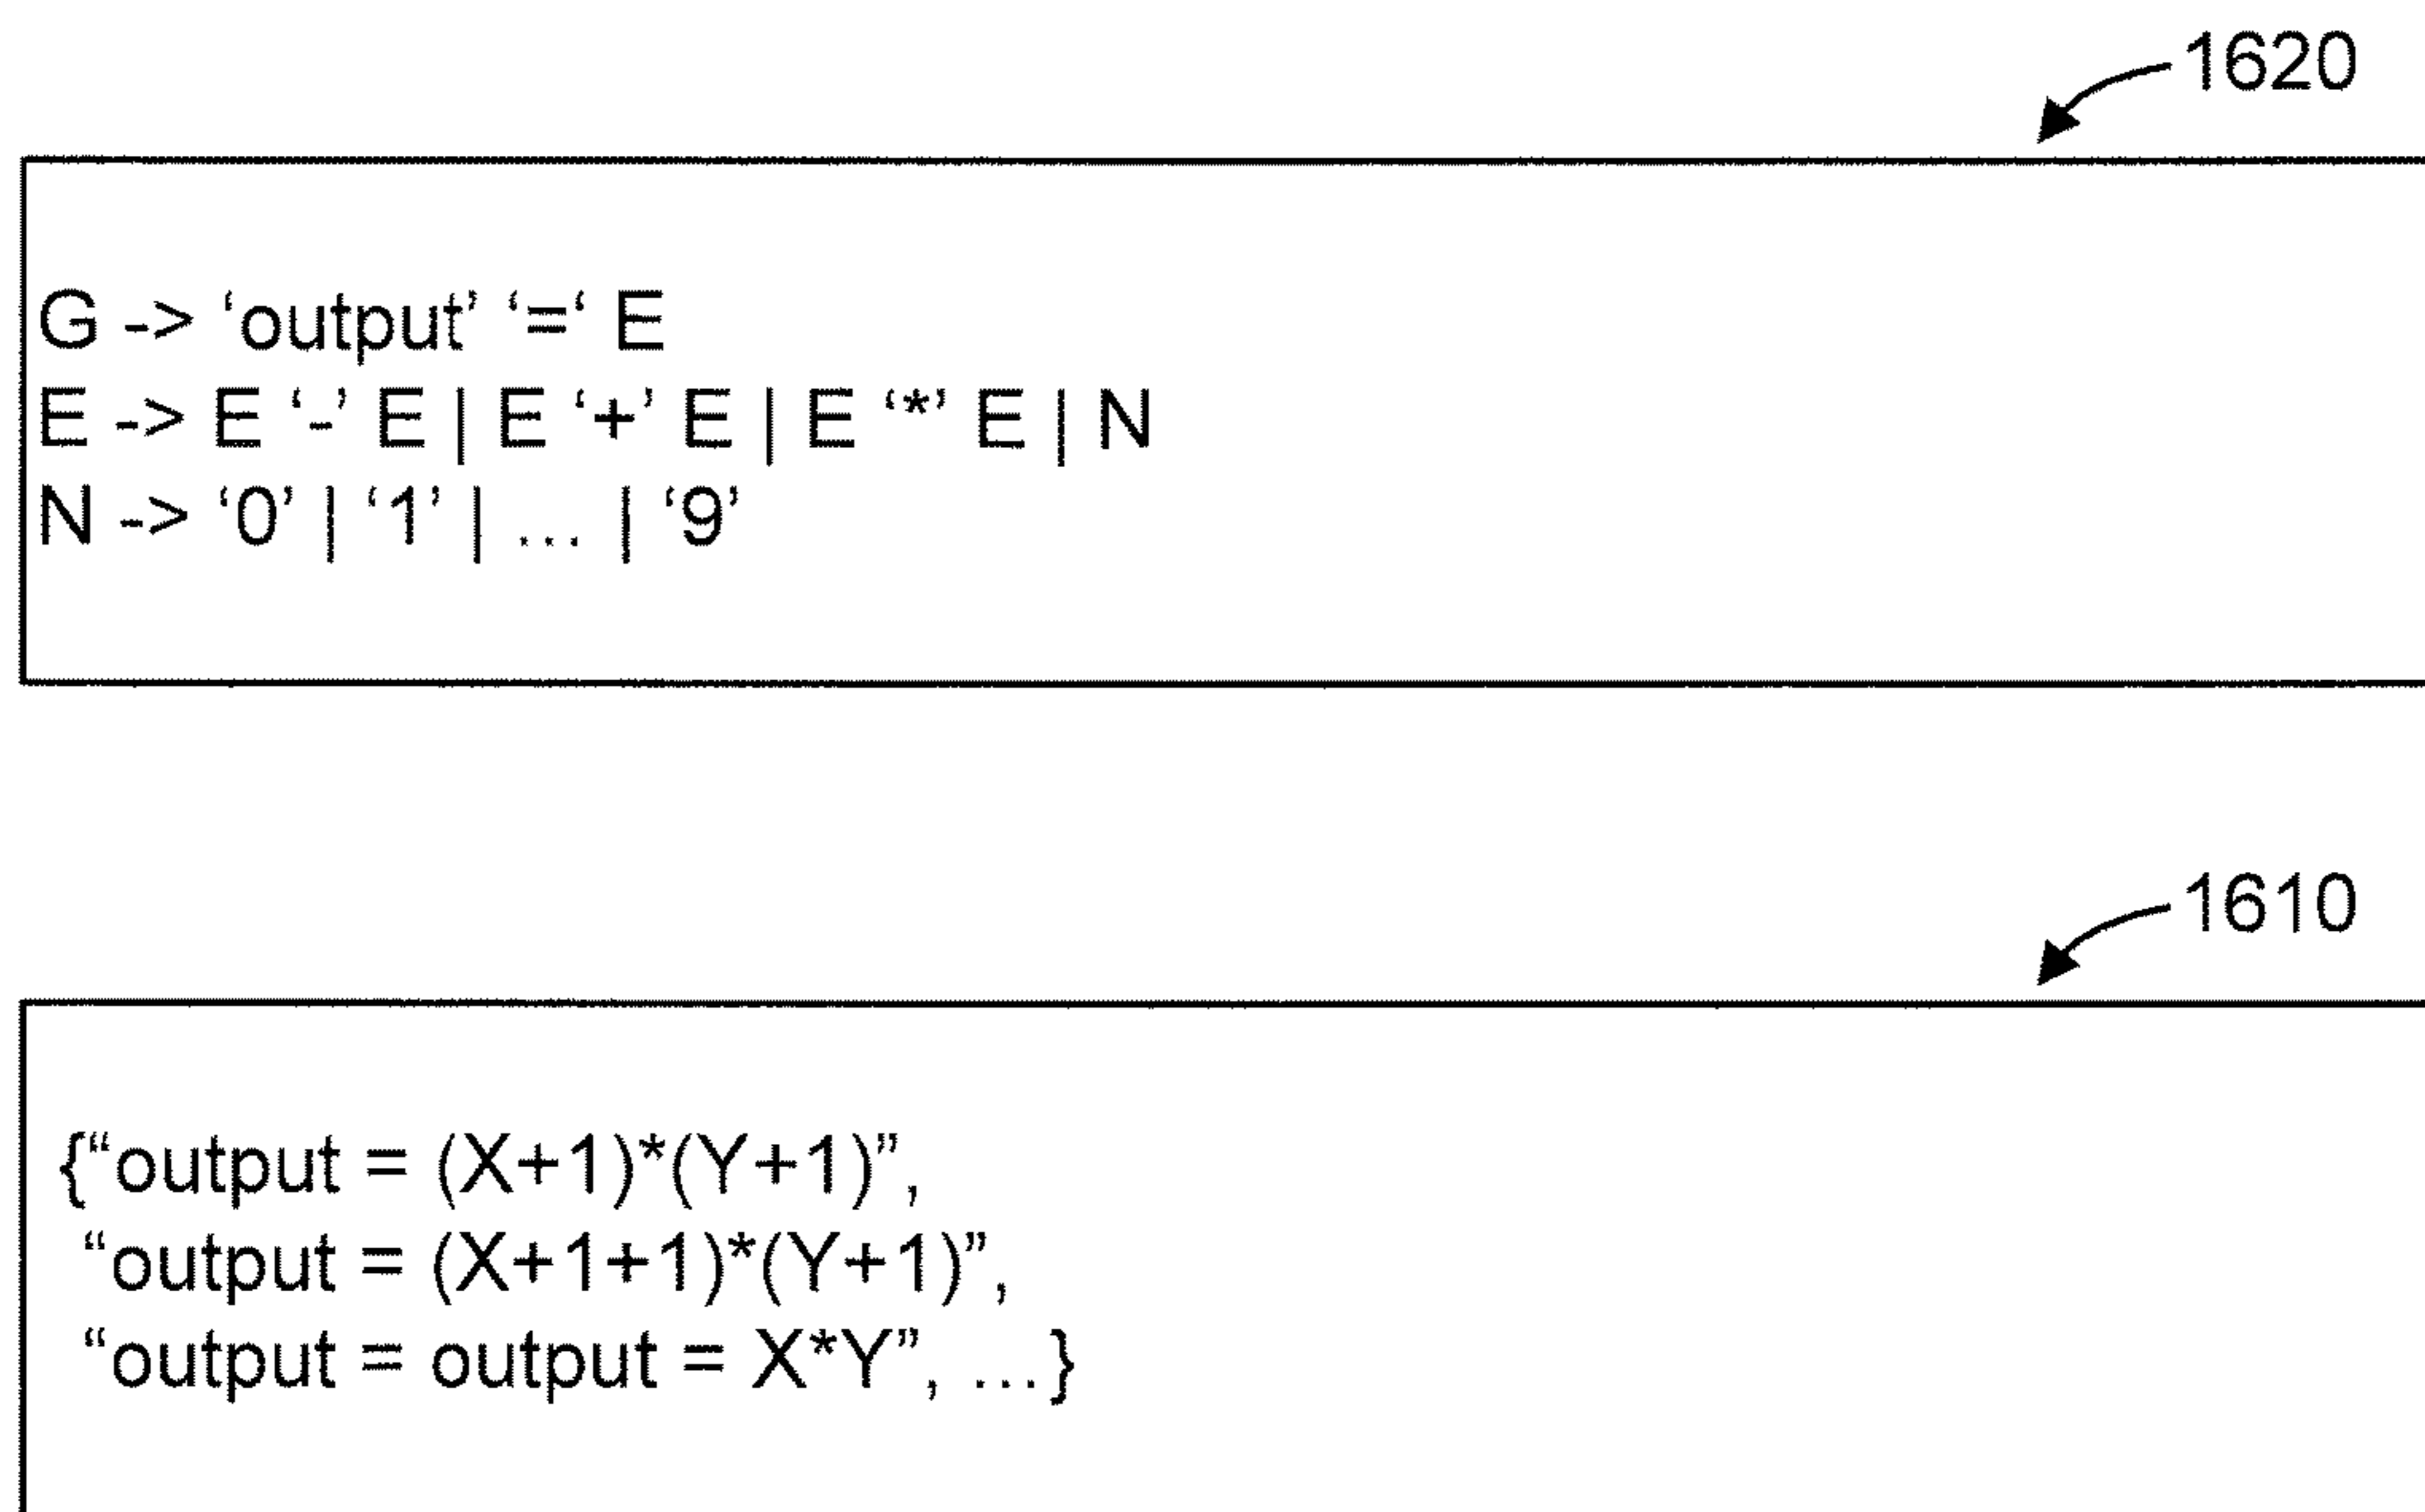 1620
G -> ‘output’ ‘=‘ E
E -> E ‘-’ E | E ‘+’ E | E ‘*’ E | N
N -> ‘0’ | ‘1’ | ... | ‘9’
1610
{“output = (X+1)*(Y+1)”,
“output = (X+1+1)*(Y+1)”,
“output = output = X*Y”, ...}